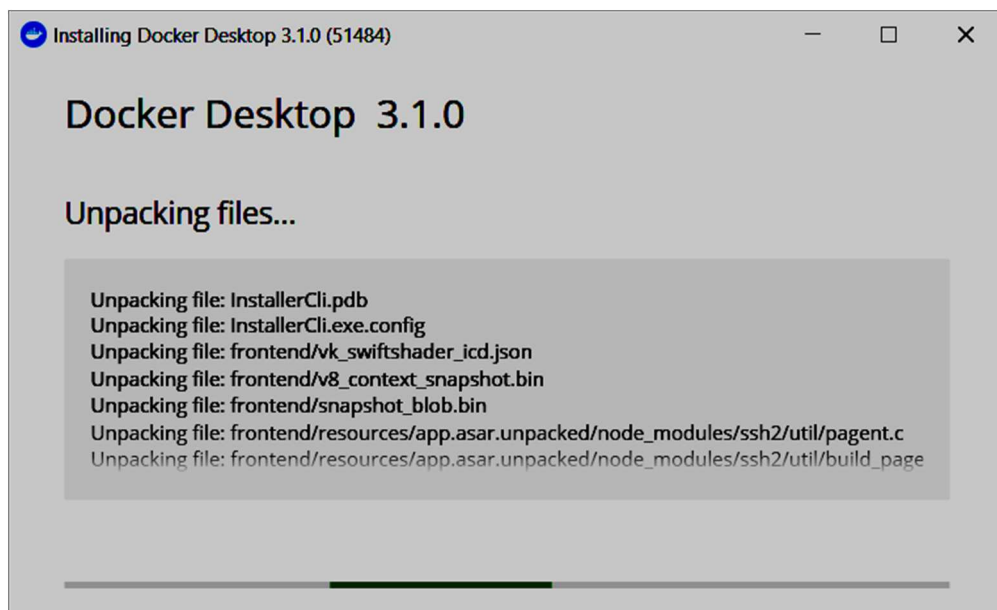 Installing Docker Desktop 3.1.0 (51484)
Docker Desktop 3.1.0
Unpacking files...
Unpacking file: InstallerCli.pdb
Unpacking file: InstallerCli.exe.config
Unpacking file: frontend/vk_swiftshader_icd.json
Unpacking file: frontend/v8_context_snapshot.bin
Unpacking file: frontend/snapshot_blob.bin
Unpacking file: frontend/resources/app.asar.unpacked/node_modules/ssh2/util/pagent.c
Unpacking file: frontend/resources/app.asar.unpacked/node_modules/ssh2/util/build_page